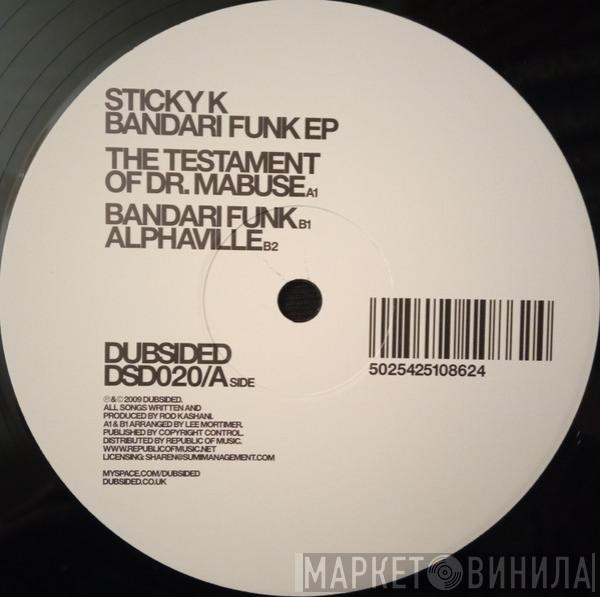 STICKY K
BANDARI FUNK EP
THE TESTAMENT
OF DR. MABUSE A1
BANDARI FUNK B1
ALPHAVILLE B2
DUBSIDED
DSD020/A SIDE
℗ & © 2009 DUBSIDED.
ALL SONGS WRITTEN AND
PRODUCED BY ROD KASHANI.
A1 & B1 ARRANGED BY LEE MORTIMER.
PUBLISHED BY COPYRIGHT CONTROL.
DISTRIBUTED BY REPUBLIC OF MUSIC.
WWW.REPUBLICOFMUSIC.NET
LICENSING: SHAREN@SUMIMANAGEMENT.COM
MYSPACE.COM/DUBSIDED
DUBSIDED.CO.UK
5025425108624
МАРКЕТ ВИНИЛА